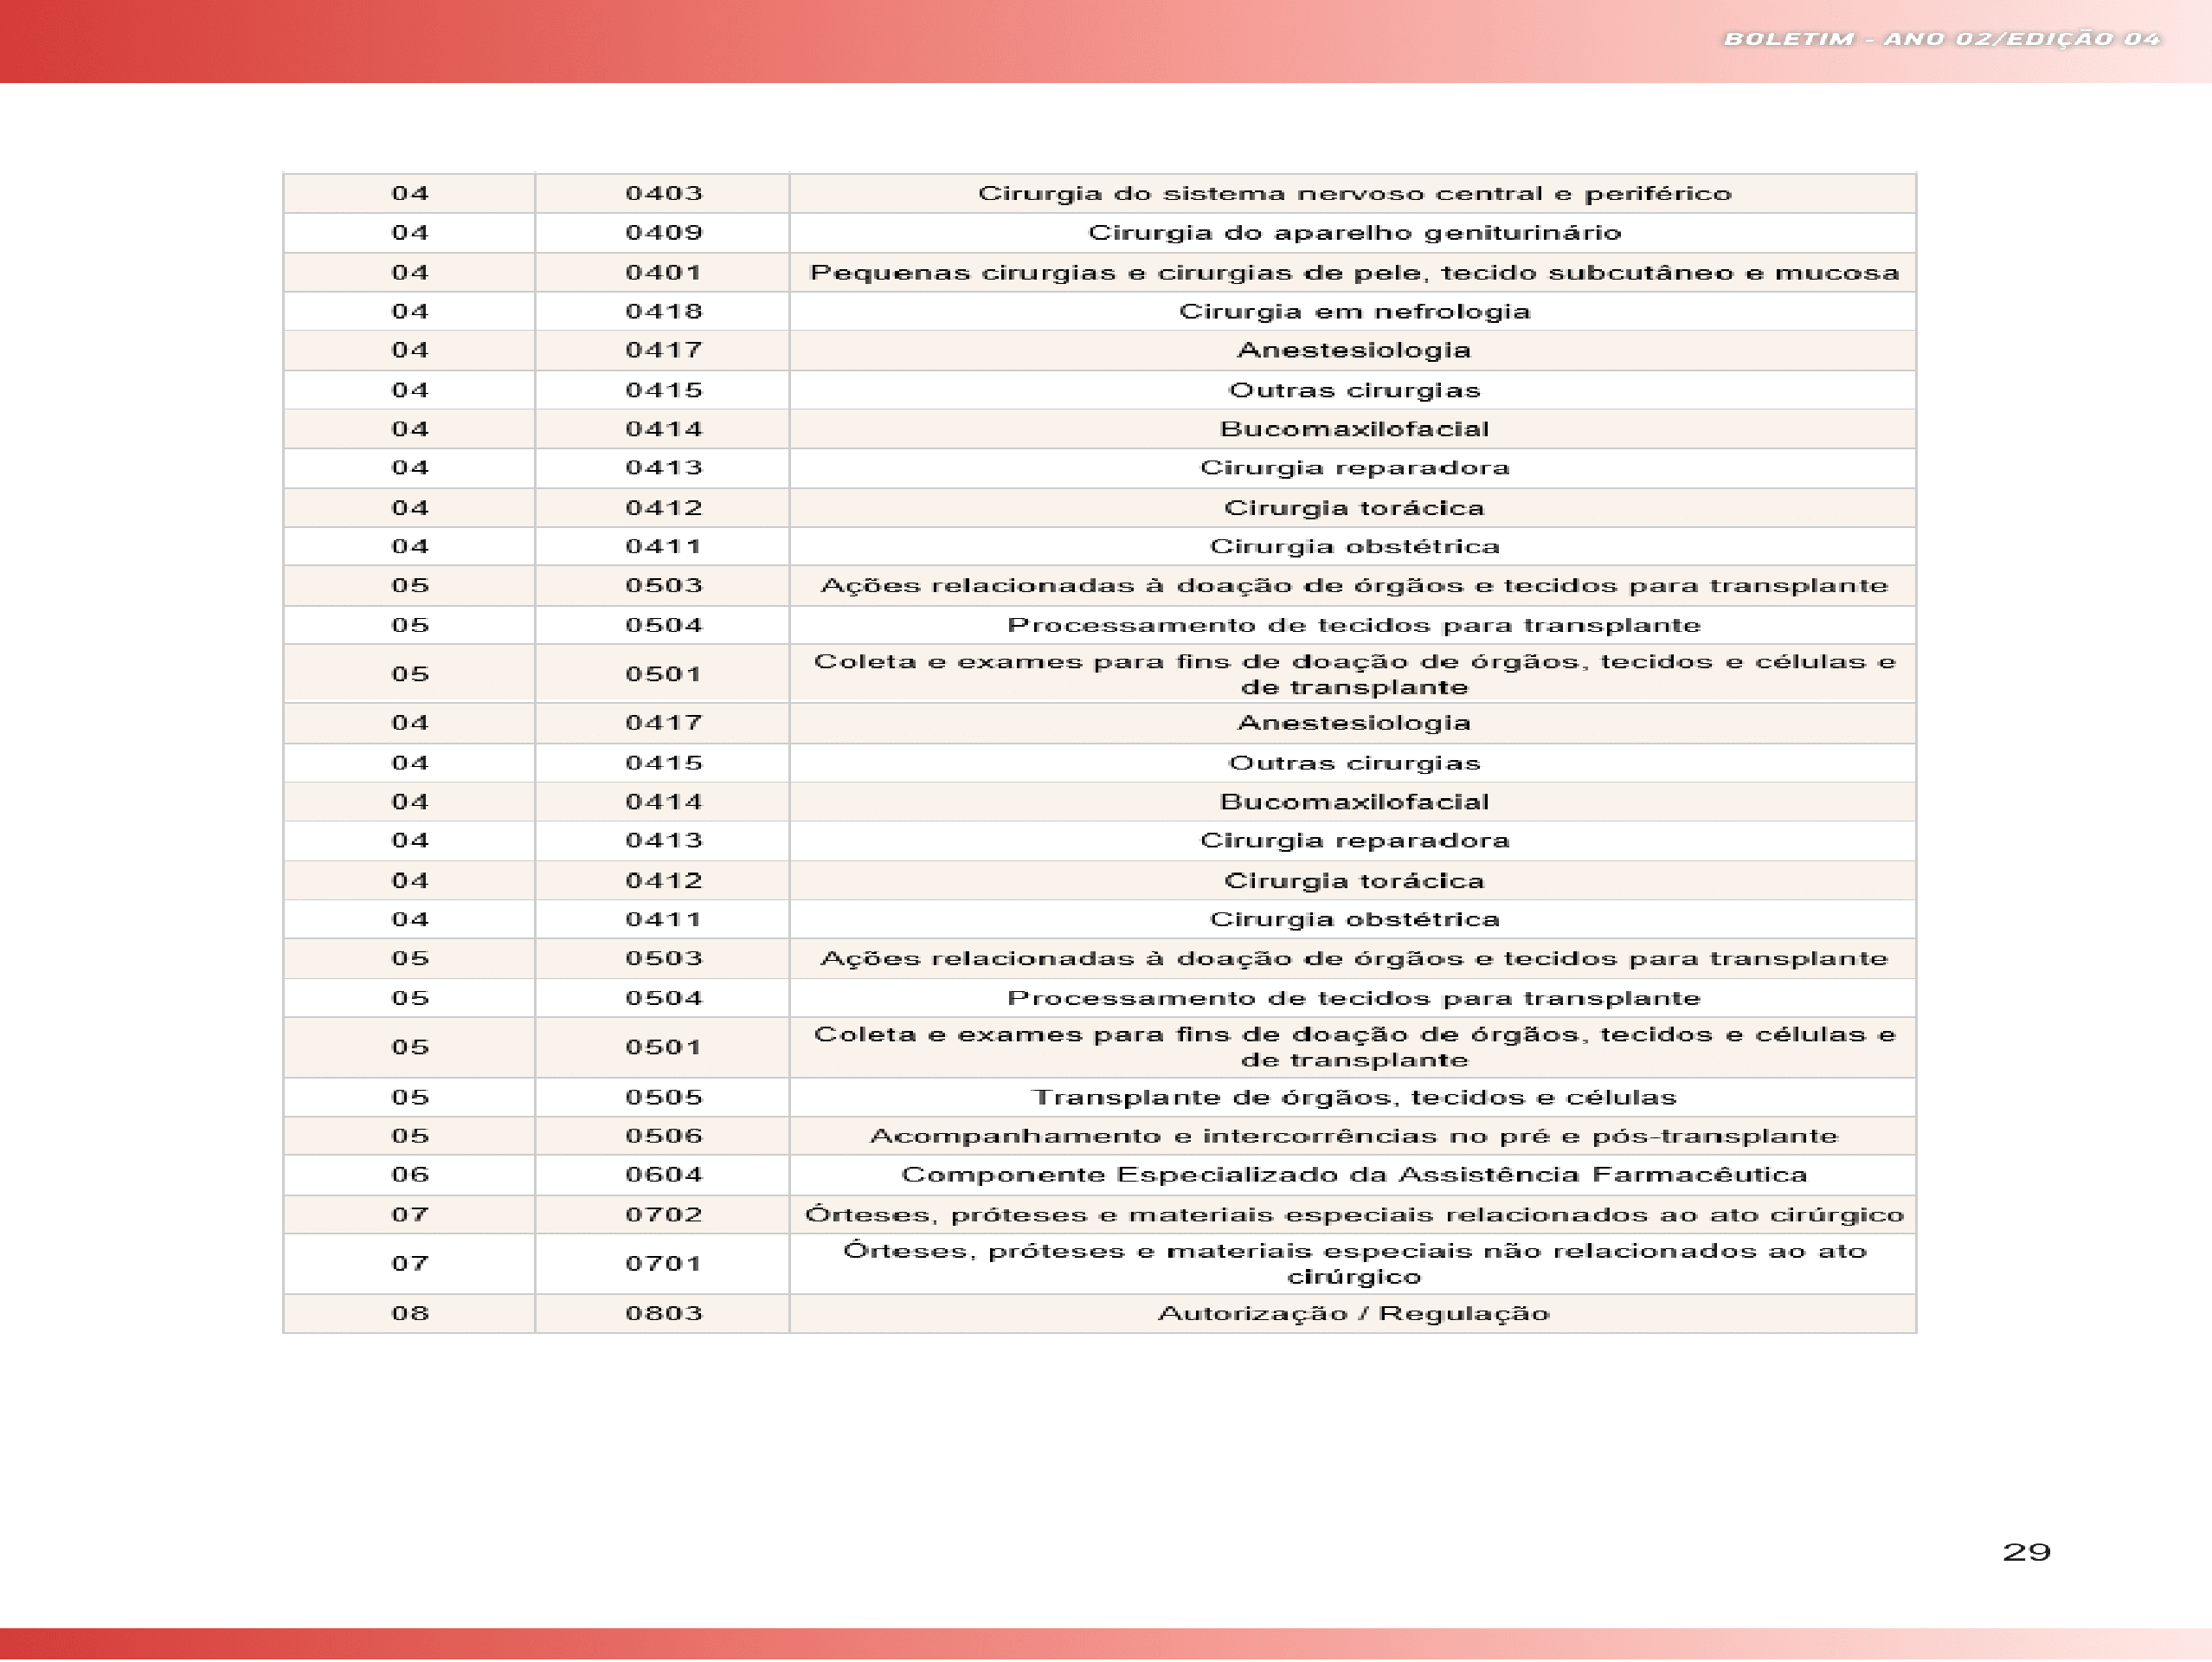 BOLETIM - ANO 02/EDIÇÃO 04
04 0403 Cirurgia do sistema nervoso central e periférico
04 0409 Cirurgia do aparelho geniturinário
04 0401 Pequenas cirurgias e cirurgias de pele, tecido subcutâneo e mucosa
04 0418 Cirurgia em nefrologia
04 0417 Anestesiologia
04 0415 Outras cirurgias
04 0414 Bucomaxilofacial
04 0413 Cirurgia reparadora
04 0412 Cirurgia torácica
04 0411 Cirurgia obstétrica
05 0503 Ações relacionadas à doação de órgãos e tecidos para transplante
05 0504 Processamento de tecidos para transplante
05 0501 Coleta e exames para fins de doação de órgãos, tecidos e células e
de transplante
04 0417 Anestesiologia
04 0415 Outras cirurgias
04 0414 Bucomaxilofacial
04 0413 Cirurgia reparadora
04 0412 Cirurgia torácica
04 0411 Cirurgia obstétrica
05 0503 Ações relacionadas à doação de órgãos e tecidos para transplante
05 0504 Processamento de tecidos para transplante
05 0501 Coleta e exames para fins de doação de órgãos, tecidos e células e
de transplante
05 0505 Transplante de órgãos, tecidos e células
05 0506 Acompanhamento e intercorrências no pré e pós-transplante
06 0604 Componente Especializado da Assistência Farmacêutica
07 0702 Órteses, próteses e materiais especiais relacionados ao ato cirúrgico
07 0701 Órteses, próteses e materiais especiais não relacionados ao ato
cirúrgico
08 0803 Autorização / Regulação
29